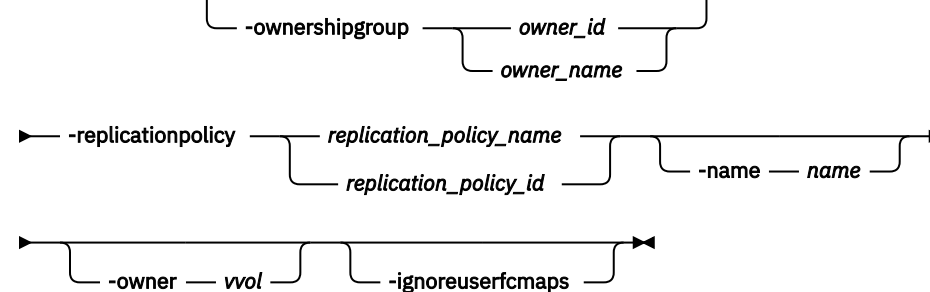 -ownershipgroup owner_id
owner_name
-replicationpolicy replication_policy_name
replication_policy_id
-name name
-owner vvol -ignoreuserfcmaps